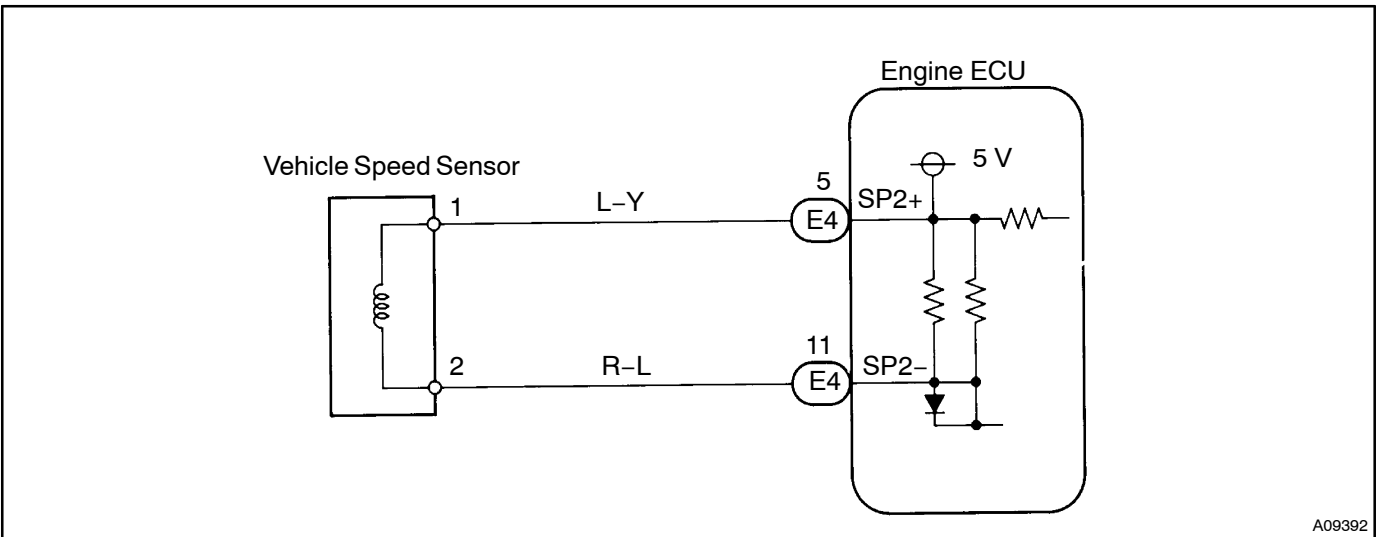 Engine ECU
Vehicle Speed Sensor
5 V
1
L−Y
5
E4
SP2+
2
R−L
11
E4
SP2−
A09392